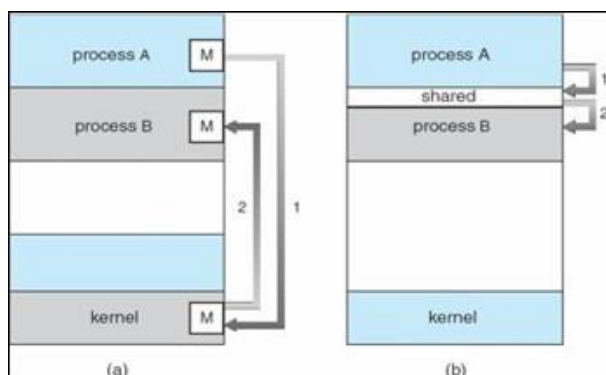 process A
M
process B
M
2
1
kernel
M
(a)
process A
1
shared
2
process B
kernel
(b)